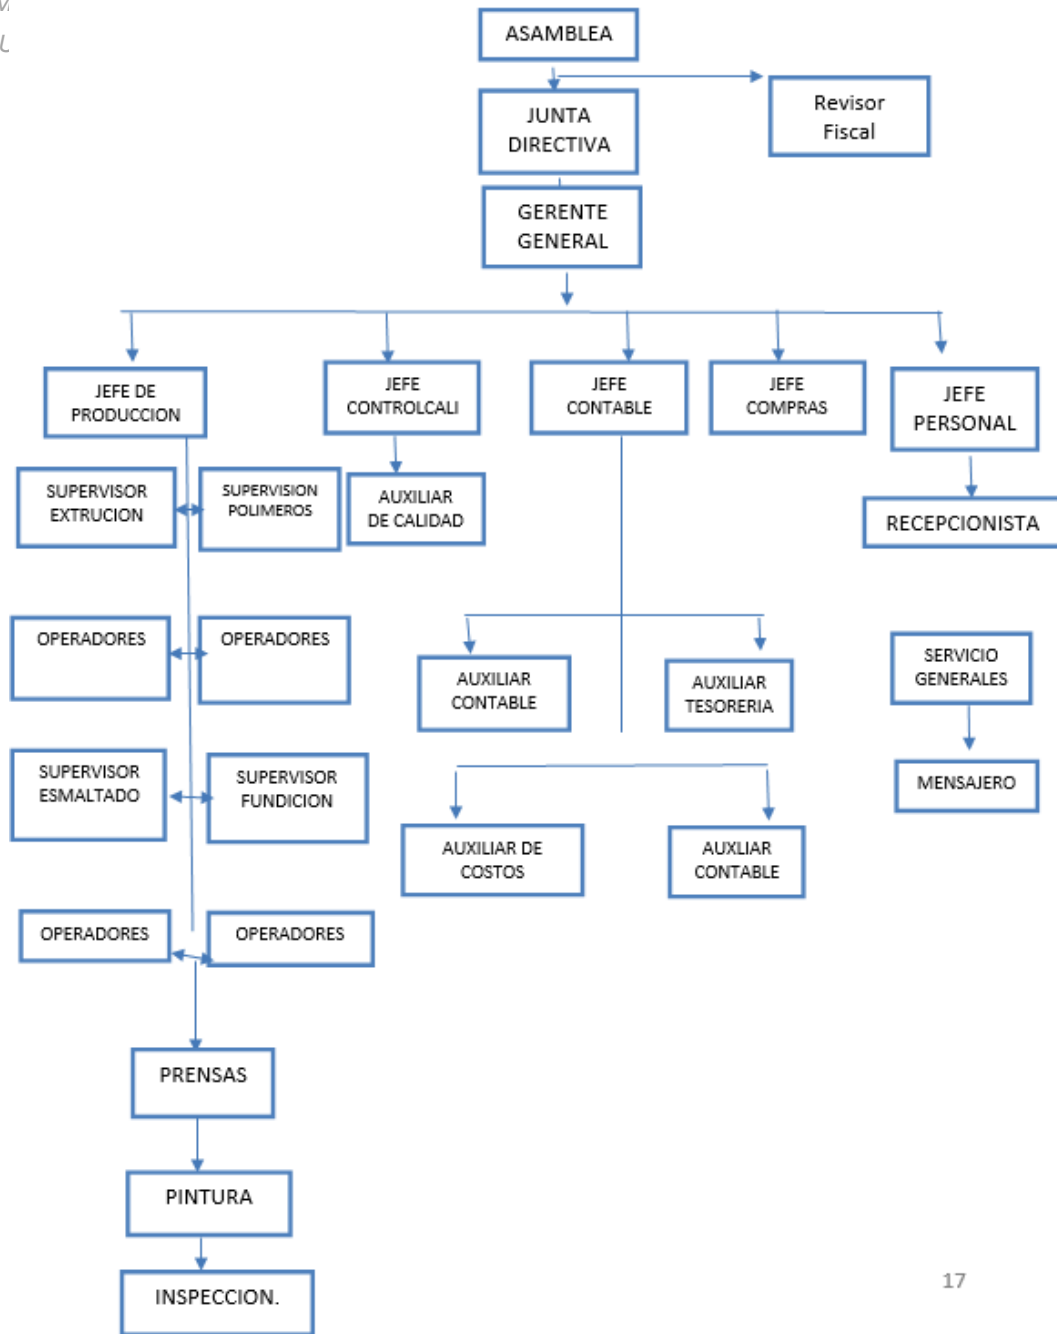 ASAMBLEA
Revisor
Fiscal
JUNTA
DIRECTIVA
GERENTE
GENERAL
JEFE DE
PRODUCCION
JEFE
CONTROLCALI
JEFE
CONTABLE
JEFE
COMPRAS
JEFE
PERSONAL
SUPERVISOR
EXTRUCION
SUPERVISION
POLIMEROS
AUXILIAR
DE CALIDAD
RECEPCIONISTA
OPERADORES
OPERADORES
AUXILIAR
CONTABLE
AUXILIAR
TESORERIA
SERVICIO
GENERALES
SUPERVISOR
ESMALTADO
SUPERVISOR
FUNDICION
MENSAJERO
AUXILIAR DE
COSTOS
AUXLIAR
CONTABLE
OPERADORES
OPERADORES
PRENSAS
PINTURA
INSPECCION.
17